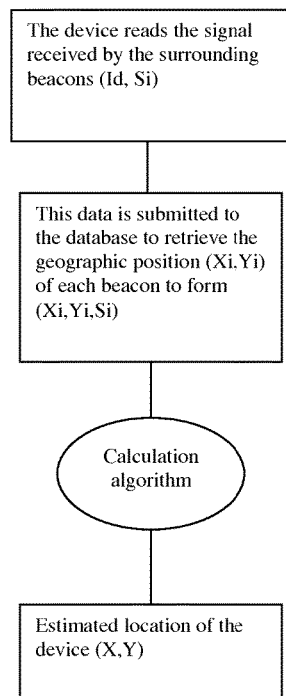 The device reads the signal
received by the surrounding
beacons (Id, Si)
This data is submitted to
the database to retrieve the
geographic position (Xi,Yi)
of each beacon to form
(Xi,Yi,Si)
Calculation
algorithm
Estimated location of the
device (X,Y)